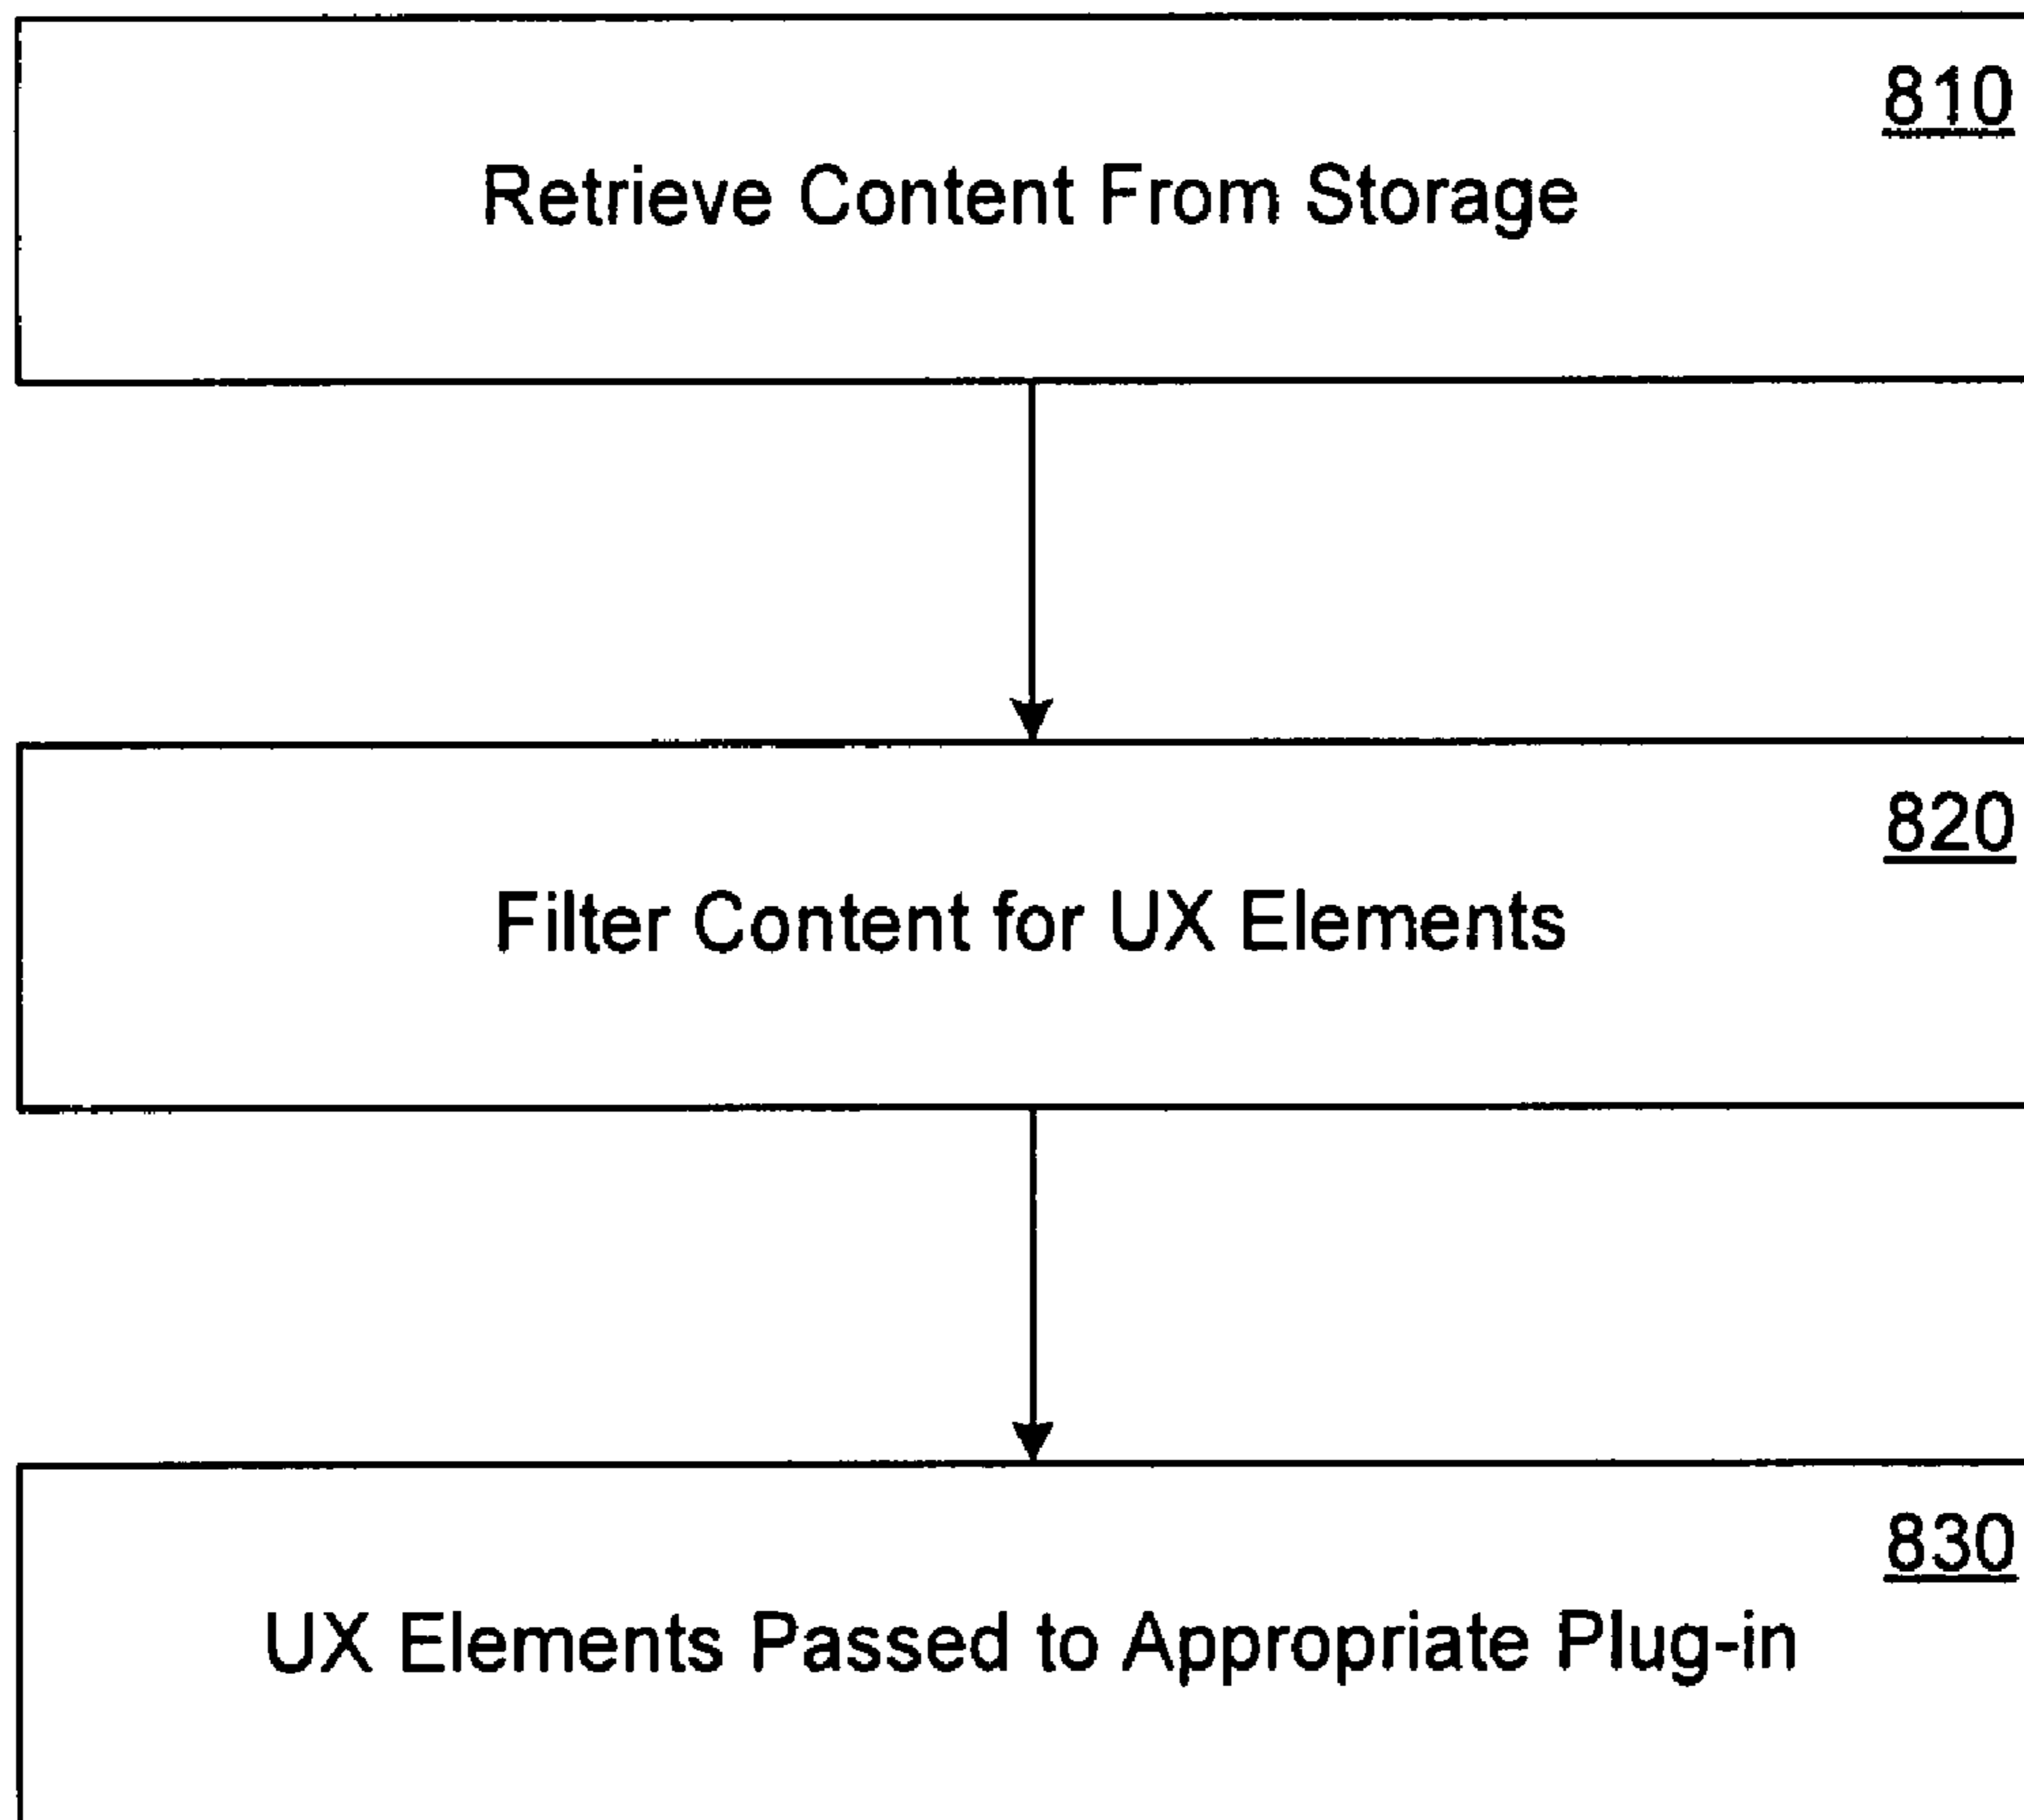 810
Retrieve Content From Storage
820
Filter Content for UX Elements
830
UX Elements Passed to Appropriate Plug-in